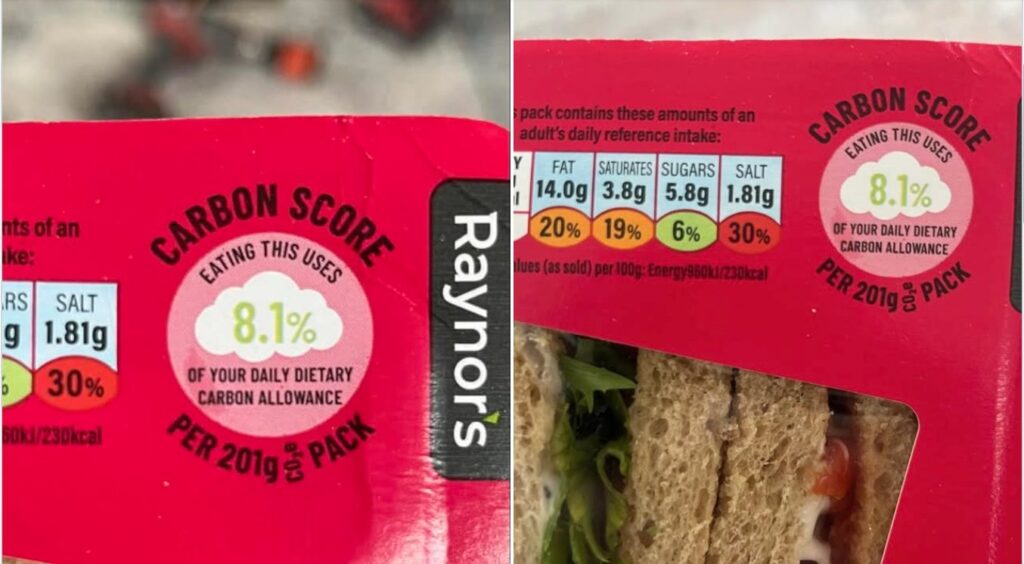 nts of an
ke:
RS
SALT
g
1.81g
%
30%
60kJ/230kcal
CARBON SCORE
EATING THIS USES
8.1%
OF YOUR DAILY DIETARY
CARBON ALLOWANCE
PER 201g CO₂e PACK
Raynor's
s pack contains these amounts of an
adult's daily reference intake:
Y
FAT
SATURATES
SUGARS
SALT
14.0g
3.8g
5.8g
1.81g
20%
19%
6%
30%
lues (as sold) per 100g: Energy960kJ/230kcal
CARBON SCORE
EATING THIS USES
8.1%
OF YOUR DAILY DIETARY
CARBON ALLOWANCE
PER 201g CO₂e PACK